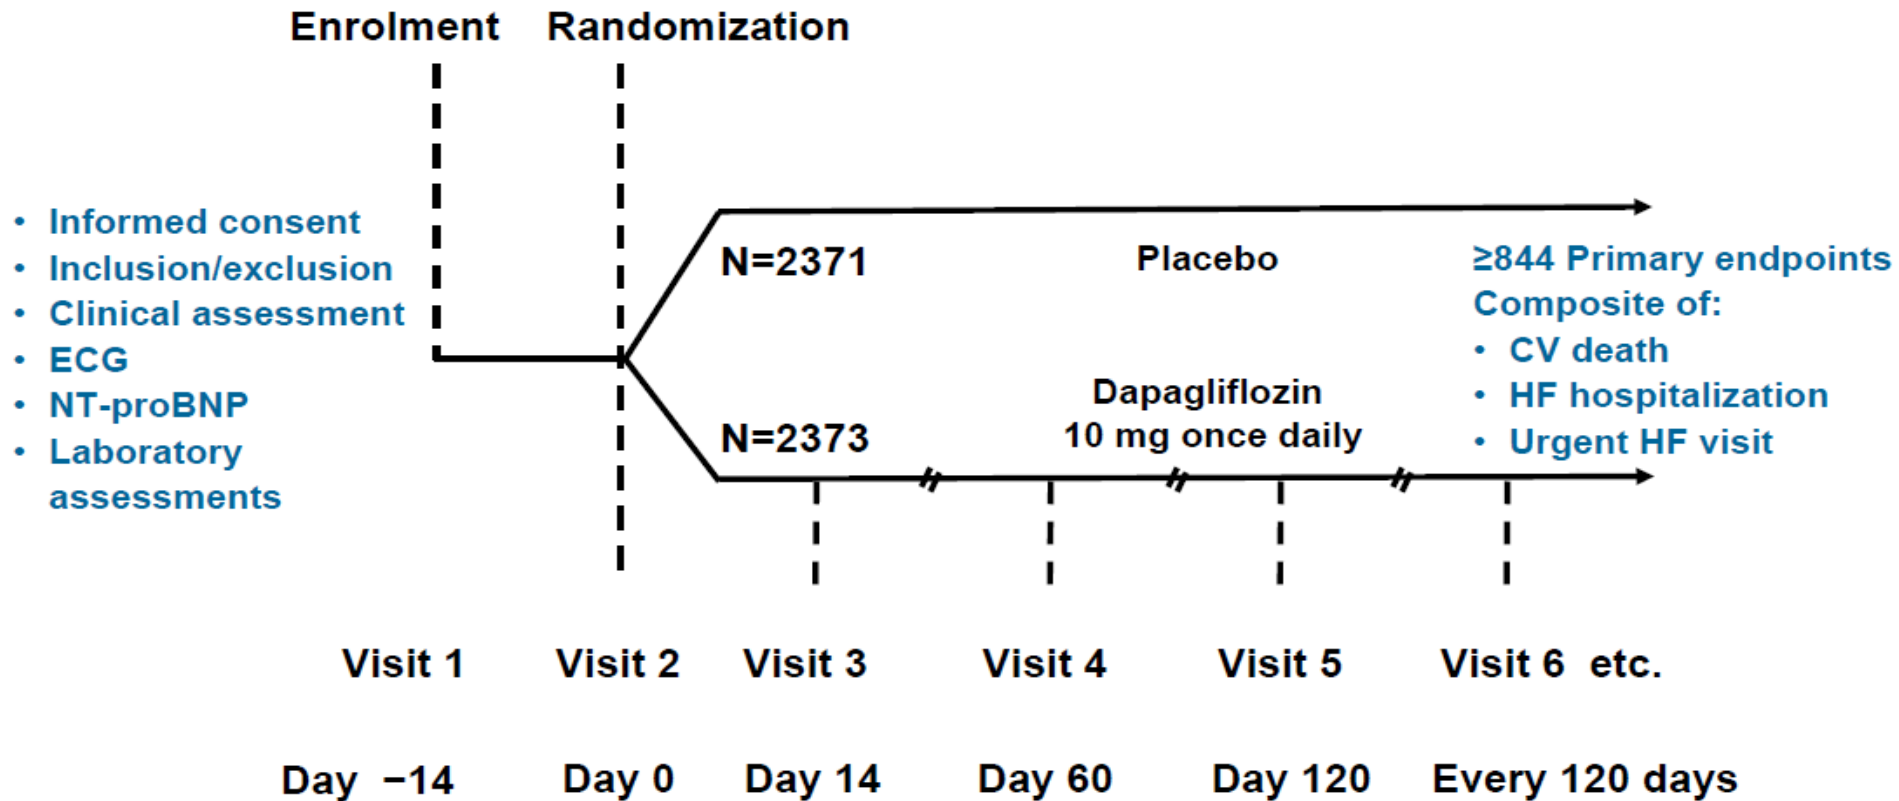 Enrolment Randomization
• Informed consent
• Inclusion/exclusion
• Clinical assessment
• ECG
• NT-proBNP
• Laboratory
assessments
N=2371
Placebo
N=2373
Dapagliflozin
10 mg once daily
≥844 Primary endpoints
Composite of:
• CV death
• HF hospitalization
• Urgent HF visit
Visit 1 Visit 2 Visit 3 Visit 4 Visit 5 Visit 6 etc.
Day −14 Day 0 Day 14 Day 60 Day 120 Every 120 days